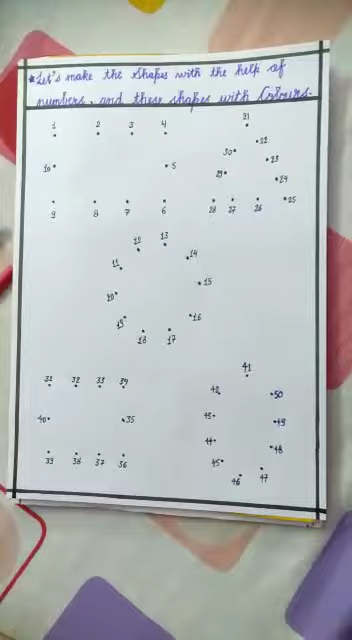 *Let's make the Shapes with the help of
numbers. and these shapes with Colours.
1 2 3 4
10 5
9 8 7 6
21
22
30
23
29
24
28 27 26 25
12 13
11 14
20 15
19 16
18 17
31 32 33 34
40 35
39 38 37 36
41
42 50
43 49
44 48
45
46 47